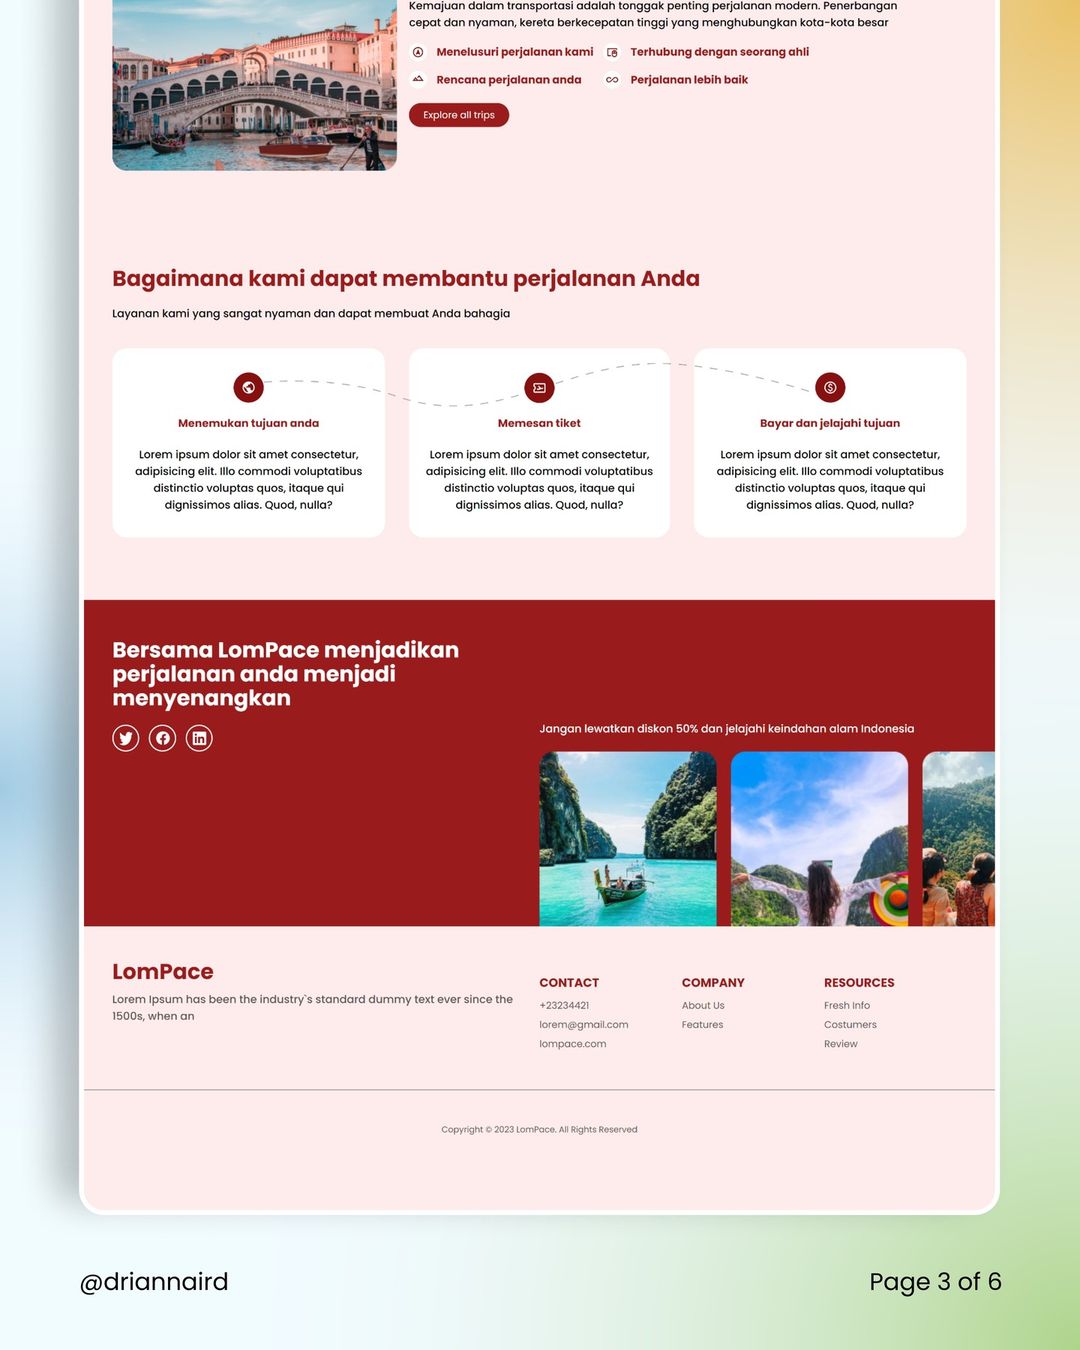 Kemajuan dalam transportasi adalah tonggak penting perjalanan modern. Penerbangan
cepat dan nyaman, kereta berkecepatan tinggi yang menghubungkan kota-kota besar
Menelusuri perjalanan kami
Terhubung dengan seorang ahli
Rencana perjalanan anda
Perjalanan lebih baik
Explore all trips
Bagaimana kami dapat membantu perjalanan Anda
Layanan kami yang sangat nyaman dan dapat membuat Anda bahagia
Menemukan tujuan anda
Lorem ipsum dolor sit amet consectetur,
adipisicing elit. Illo commodi voluptatibus
distinctio voluptas quos, itaque qui
dignissimos alias. Quod, nulla?
Memesan tiket
Lorem ipsum dolor sit amet consectetur,
adipisicing elit. Illo commodi voluptatibus
distinctio voluptas quos, itaque qui
dignissimos alias. Quod, nulla?
Bayar dan jelajahi tujuan
Lorem ipsum dolor sit amet consectetur,
adipisicing elit. Illo commodi voluptatibus
distinctio voluptas quos, itaque qui
dignissimos alias. Quod, nulla?
Bersama LomPace menjadikan
perjalanan anda menjadi
menyenangkan
Jangan lewatkan diskon 50% dan jelajahi keindahan alam Indonesia
LomPace
Lorem Ipsum has been the industry`s standard dummy text ever since the
1500s, when an
CONTACT
+23234421
lorem@gmail.com
lompace.com
COMPANY
About Us
Features
RESOURCES
Fresh Info
Costumers
Review
Copyright © 2023 LomPace. All Rights Reserved
@driannaird
Page 3 of 6